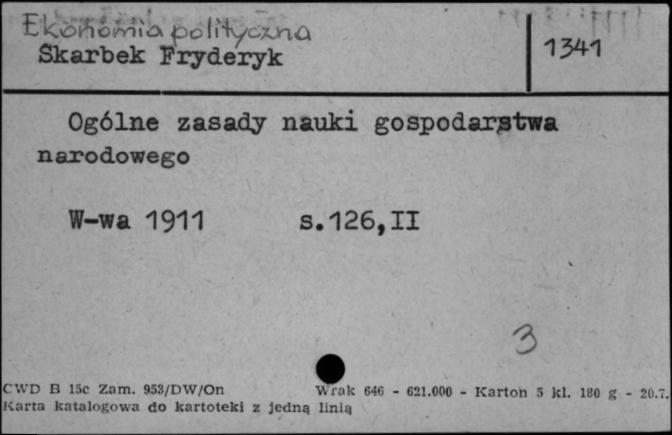 Ekonomia polityczna
Skarbek Fryderyk
1341
Ogólne zasady nauki gospodarstwa
narodowego
W-wa 1911 s.126,II
3
CWD B 15c Zam. 953/DW/On Wrak 646 - 621.000 - Karton 5 kl. 180 g - 20.7.
Karta katalogowa do kartoteki z jedną linią